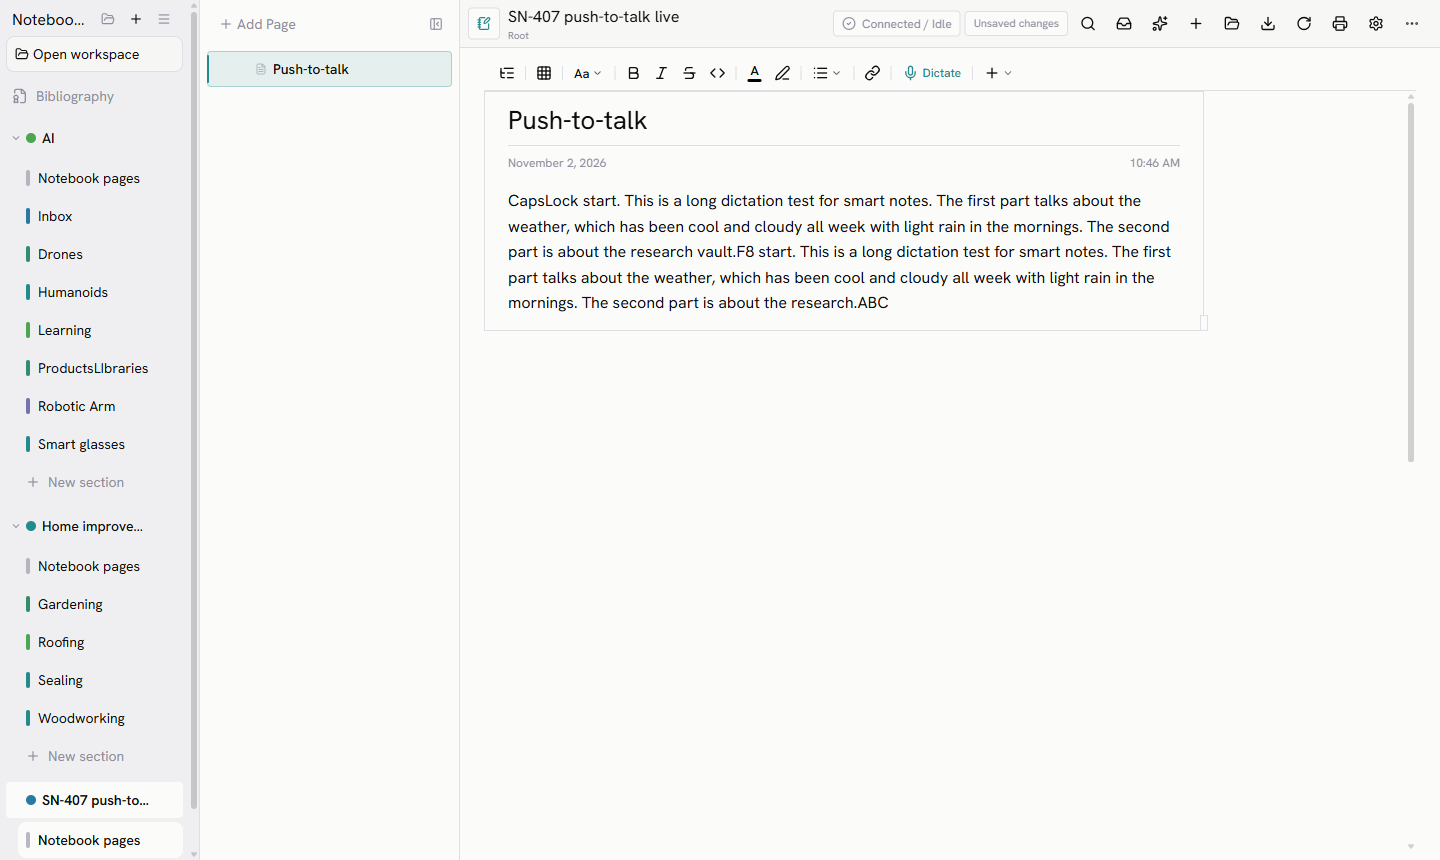 Noteboo...
Open workspace
Bibliography
AI
Notebook pages
Inbox
Drones
Humanoids
Learning
ProductsLIbraries
Robotic Arm
Smart glasses
New section
Home improve...
Notebook pages
Gardening
Roofing
Sealing
Woodworking
New section
SN-407 push-to...
Notebook pages
Add Page
Push-to-talk
SN-407 push-to-talk live
Root
Connected / Idle
Unsaved changes
Aa
B
I
S
A
Dictate
Push-to-talk
November 2, 2026
10:46 AM
CapsLock start. This is a long dictation test for smart notes. The first part talks about the
weather, which has been cool and cloudy all week with light rain in the mornings. The second
part is about the research vault.F8 start. This is a long dictation test for smart notes. The first
part talks about the weather, which has been cool and cloudy all week with light rain in the
mornings. The second part is about the research.ABC